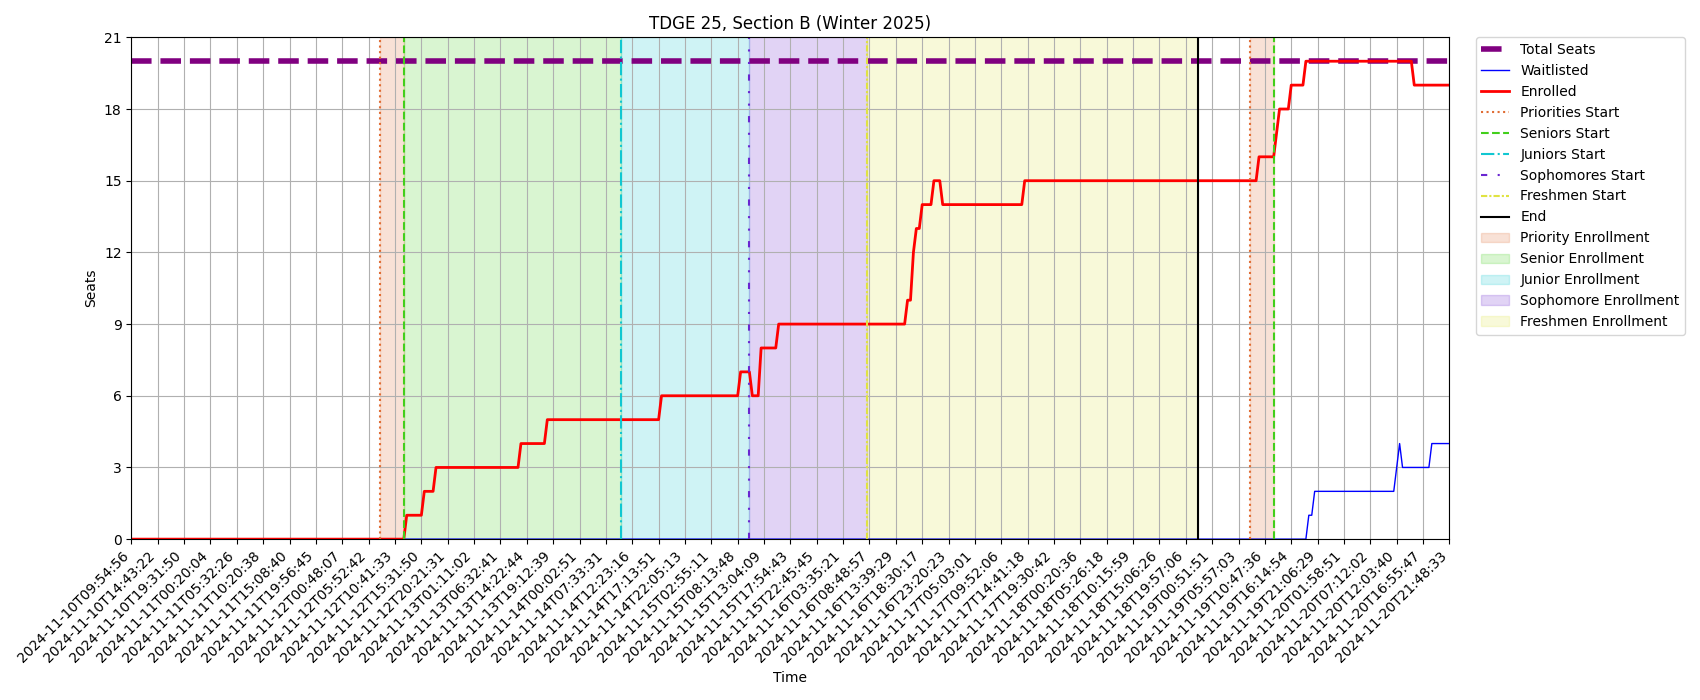 TDGE 25, Section B (Winter 2025)
21
18
15
12
9
6
3
0
Seats
Total Seats
Waitlisted
Enrolled
Priorities Start
Seniors Start
Juniors Start
Sophomores Start
Freshmen Start
End
Priority Enrollment
Senior Enrollment
Junior Enrollment
Sophomore Enrollment
Freshmen Enrollment
2024-11-10T09:54:56
2024-11-10T14:43:22
2024-11-10T19:31:50
2024-11-11T00:20:04
2024-11-11T05:32:26
2024-11-11T10:20:38
2024-11-11T15:08:40
2024-11-11T19:56:45
2024-11-12T00:48:07
2024-11-12T05:52:42
2024-11-12T10:41:33
2024-11-12T15:31:50
2024-11-12T20:21:31
2024-11-13T01:11:02
2024-11-13T06:32:41
2024-11-13T14:22:44
2024-11-13T19:12:39
2024-11-14T00:02:51
2024-11-14T07:33:31
2024-11-14T12:23:16
2024-11-14T17:13:51
2024-11-14T22:05:13
2024-11-15T02:55:11
2024-11-15T08:13:48
2024-11-15T13:04:09
2024-11-15T17:54:43
2024-11-15T22:45:45
2024-11-16T03:35:21
2024-11-16T08:48:57
2024-11-16T13:39:29
2024-11-16T18:30:17
2024-11-16T23:20:23
2024-11-17T05:03:01
2024-11-17T09:52:06
2024-11-17T14:41:18
2024-11-17T19:30:42
2024-11-18T00:20:36
2024-11-18T05:26:18
2024-11-18T10:15:59
2024-11-18T15:06:26
2024-11-18T19:57:06
2024-11-19T00:51:51
2024-11-19T05:57:03
2024-11-19T10:47:36
2024-11-19T16:14:54
2024-11-19T21:06:29
2024-11-20T01:58:51
2024-11-20T07:12:02
2024-11-20T12:03:40
2024-11-20T16:55:47
2024-11-20T21:48:33
Time